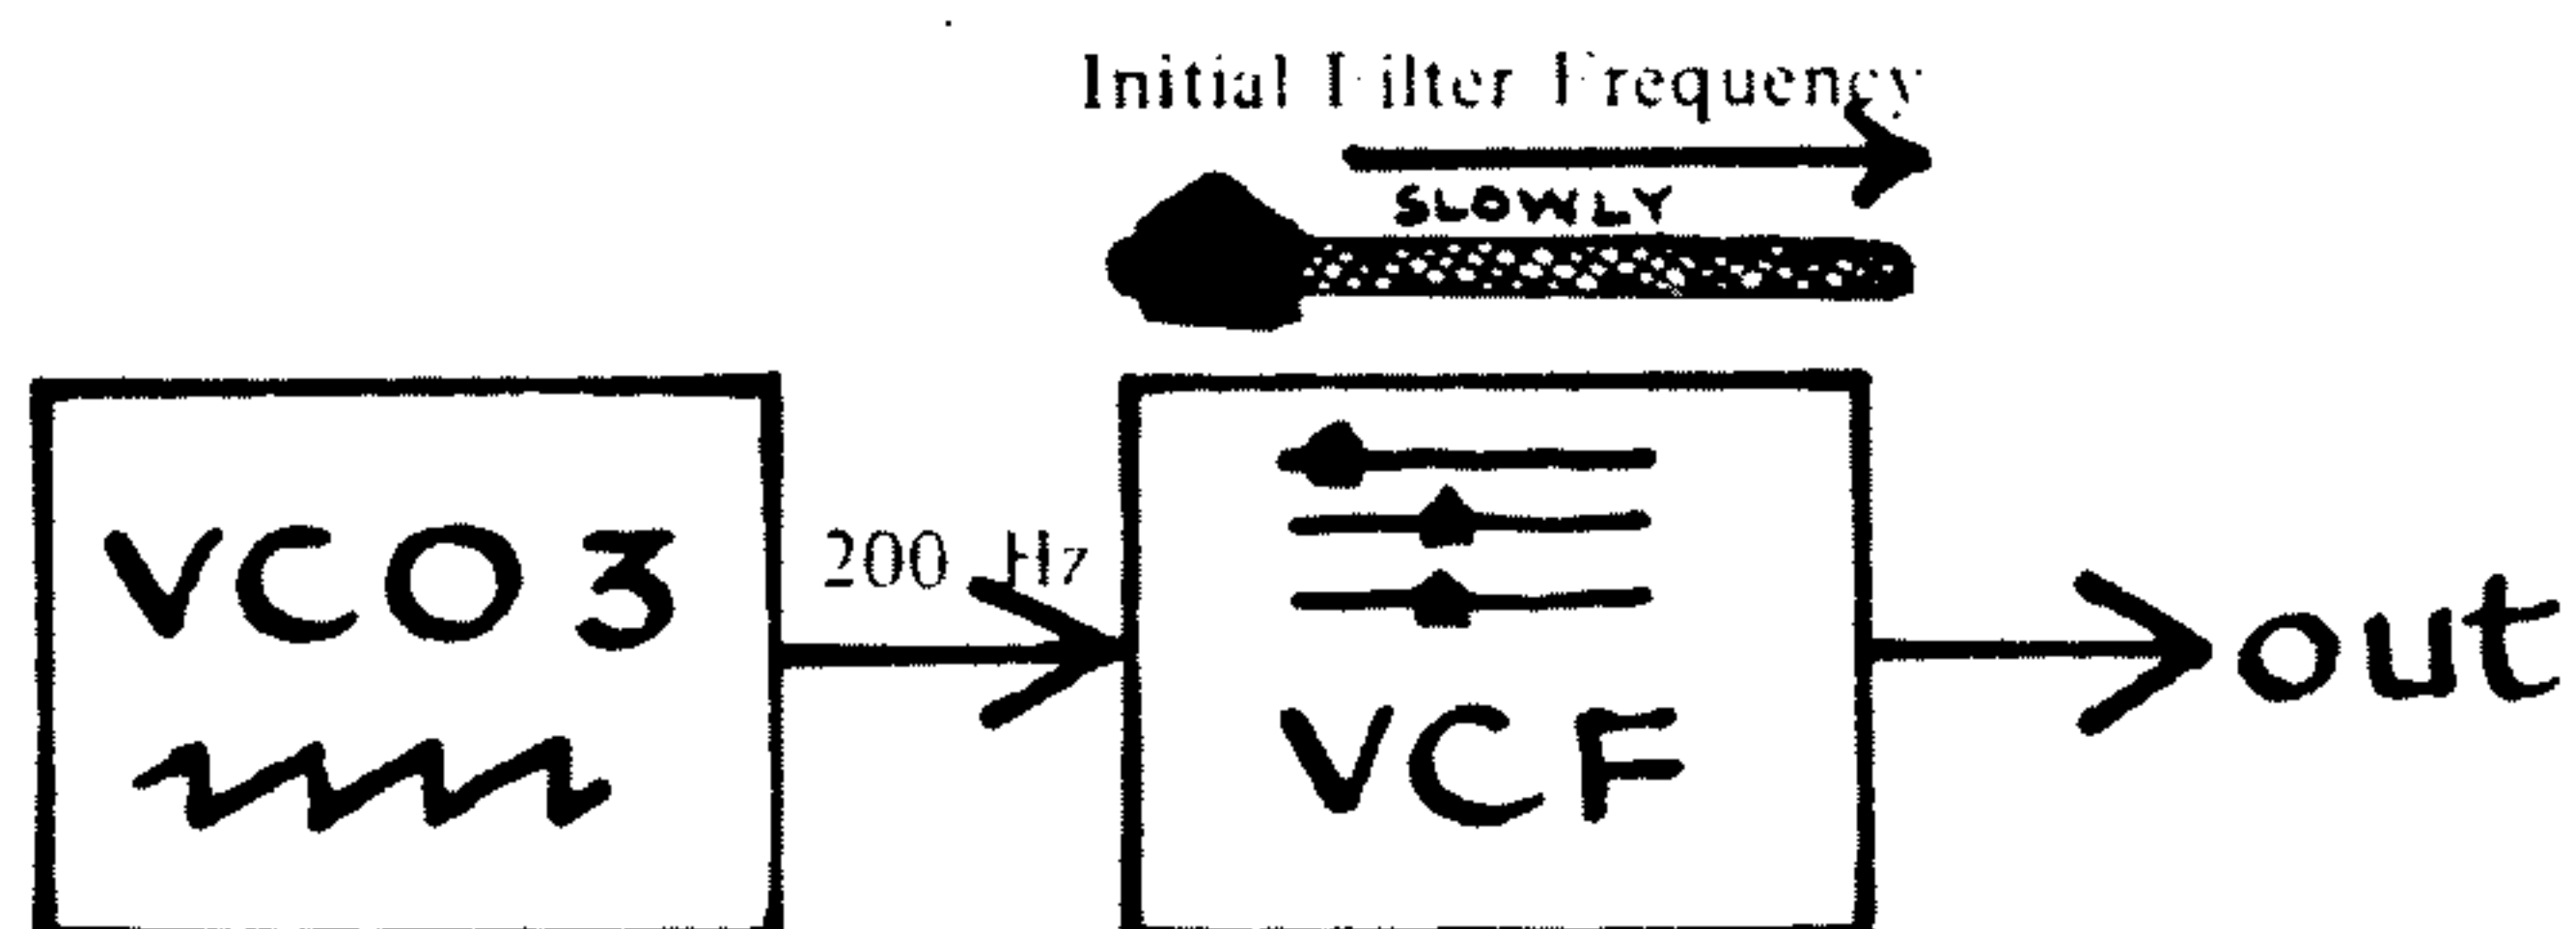 Initial Filter Frequency
SLOWLY
VCO3
200 Hz
VCF
out